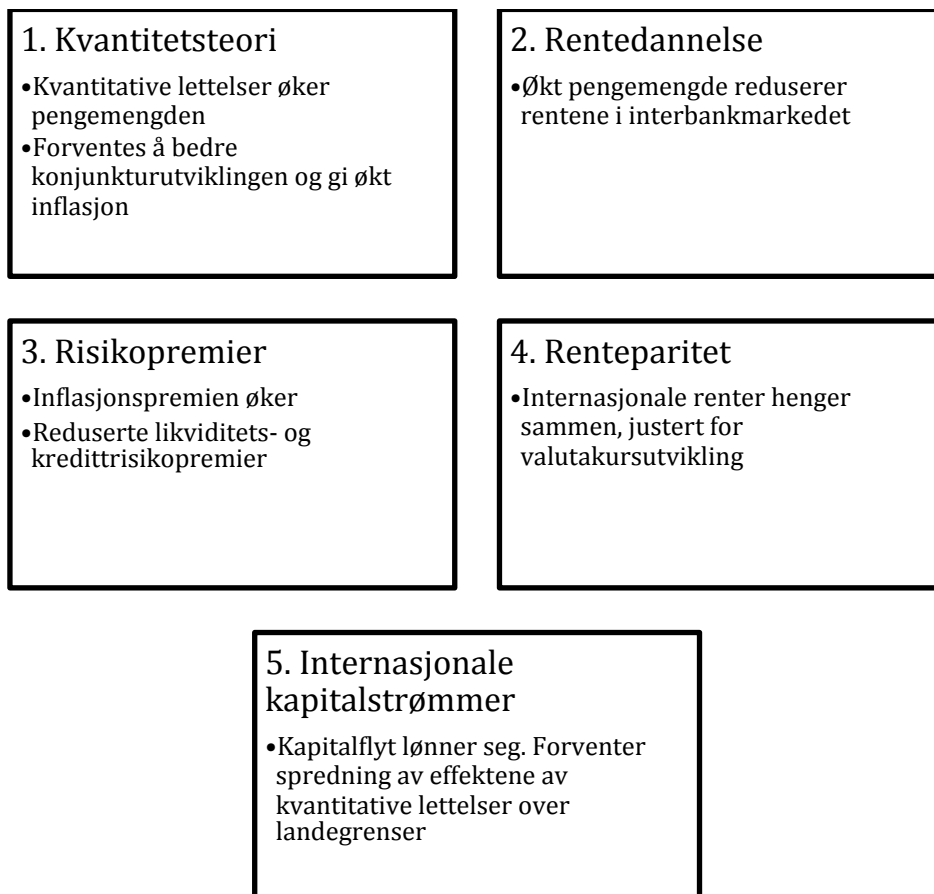 1. Kvantitetsteori
•Kvantitative lettelser øker
pengemengden
•Forventes å bedre
konjunkturutviklingen og gi økt
inflasjon
2. Rentedannelse
•Økt pengemengde reduserer
rentene i interbankmarkedet
3. Risikopremier
•Inflasjonspremien øker
•Reduserte likviditets- og
kredittrisikopremier
4. Renteparitet
•Internasjonale renter henger
sammen, justert for
valutakursutvikling
5. Internasjonale
kapitalstrømmer
•Kapitalflyt lønner seg. Forventer
spredning av effektene av
kvantitative lettelser over
landegrenser